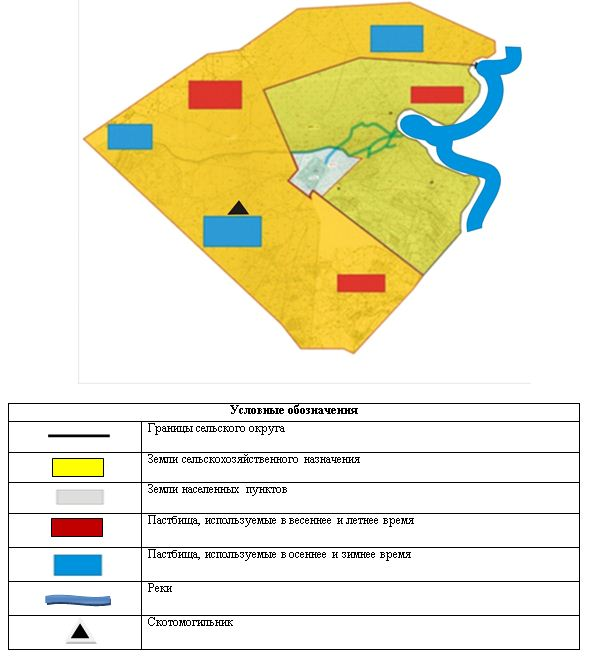 Условные обозначения
Границы сельского округа
Земли сельскохозяйственного назначения
Земли населенных пунктов
Пастбища, используемые в весеннее и летнее время
Пастбища, используемые в осеннее и зимнее время
Реки
Скотомогильник